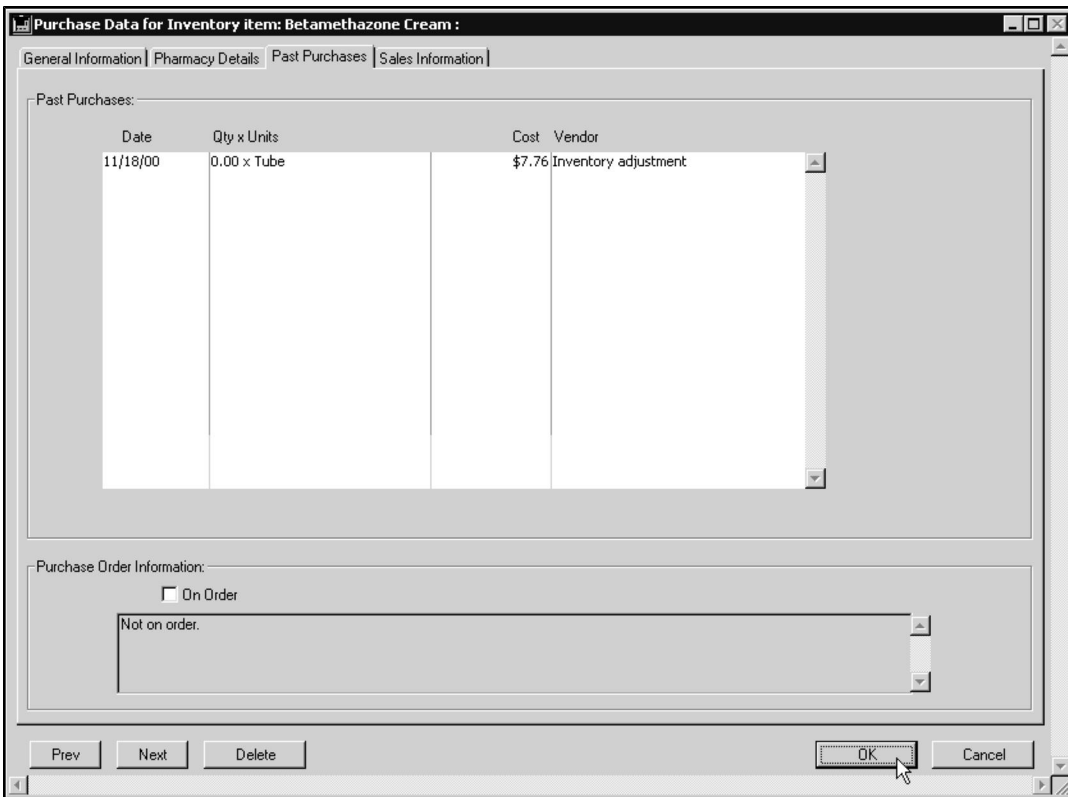 Purchase Data for Inventory item: Betamethazone Cream :
General Information Pharmacy Details Past Purchases Sales Information
Past Purchases:
Date Qty x Units Cost Vendor
11/18/00 0.00 x Tube $7.76 Inventory adjustment
Purchase Order Information:
On Order
Not on order.
Prev Next Delete OK Cancel